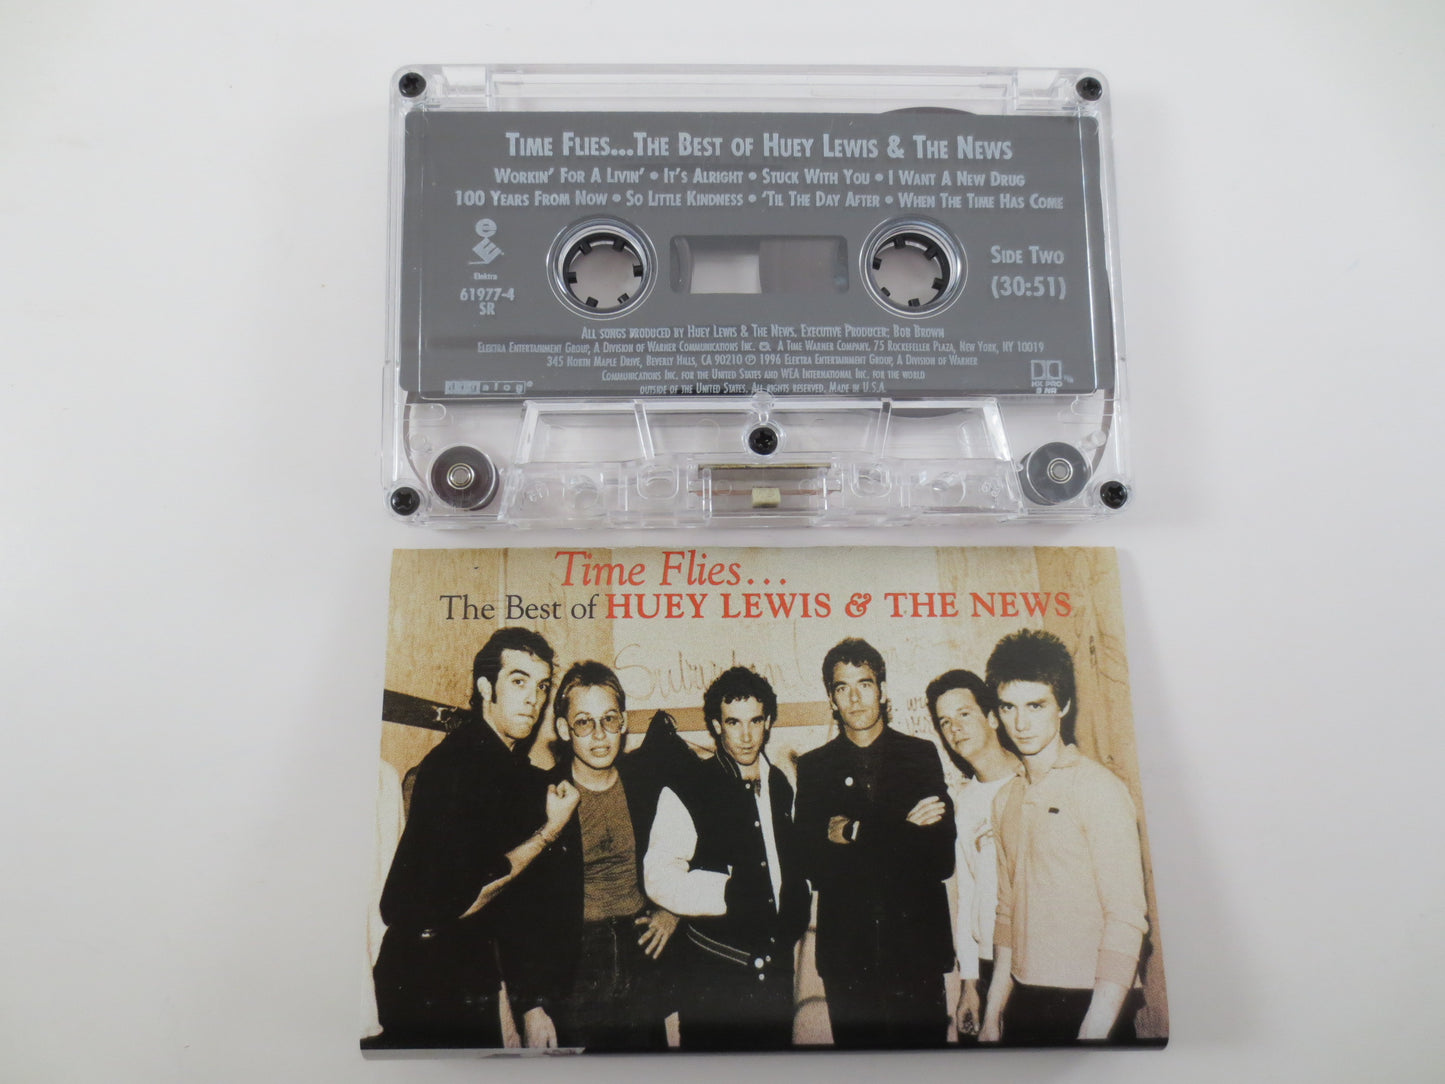 TIME FLIES...THE BEST OF HUEY LEWIS & THE NEWS
WORKIN' FOR A LIVIN' • IT'S ALRIGHT • STUCK WITH YOU • I WANT A NEW DRUG
100 YEARS FROM NOW • SO LITTLE KINDNESS • 'TIL THE DAY AFTER • WHEN THE TIME HAS COME
Elektra
61977-4
SR
SIDE TWO
(30:51)
ALL SONGS PRODUCED BY HUEY LEWIS & THE NEWS. EXECUTIVE PRODUCER: BOB BROWN
ELEKTRA ENTERTAINMENT GROUP, A DIVISION OF WARNER COMMUNICATIONS INC. A TIME WARNER COMPANY. 75 ROCKEFELLER PLAZA, NEW YORK, NY 10019
345 NORTH MAPLE DRIVE, BEVERLY HILLS, CA 90210 ℗ 1996 ELEKTRA ENTERTAINMENT GROUP, A DIVISION OF WARNER
COMMUNICATIONS INC. FOR THE UNITED STATES AND WEA INTERNATIONAL INC. FOR THE WORLD
OUTSIDE OF THE UNITED STATES. ALL RIGHTS RESERVED. MADE IN U.S.A.
digalog®
HX PRO
B NR
Time Flies...
The Best of HUEY LEWIS & THE NEWS